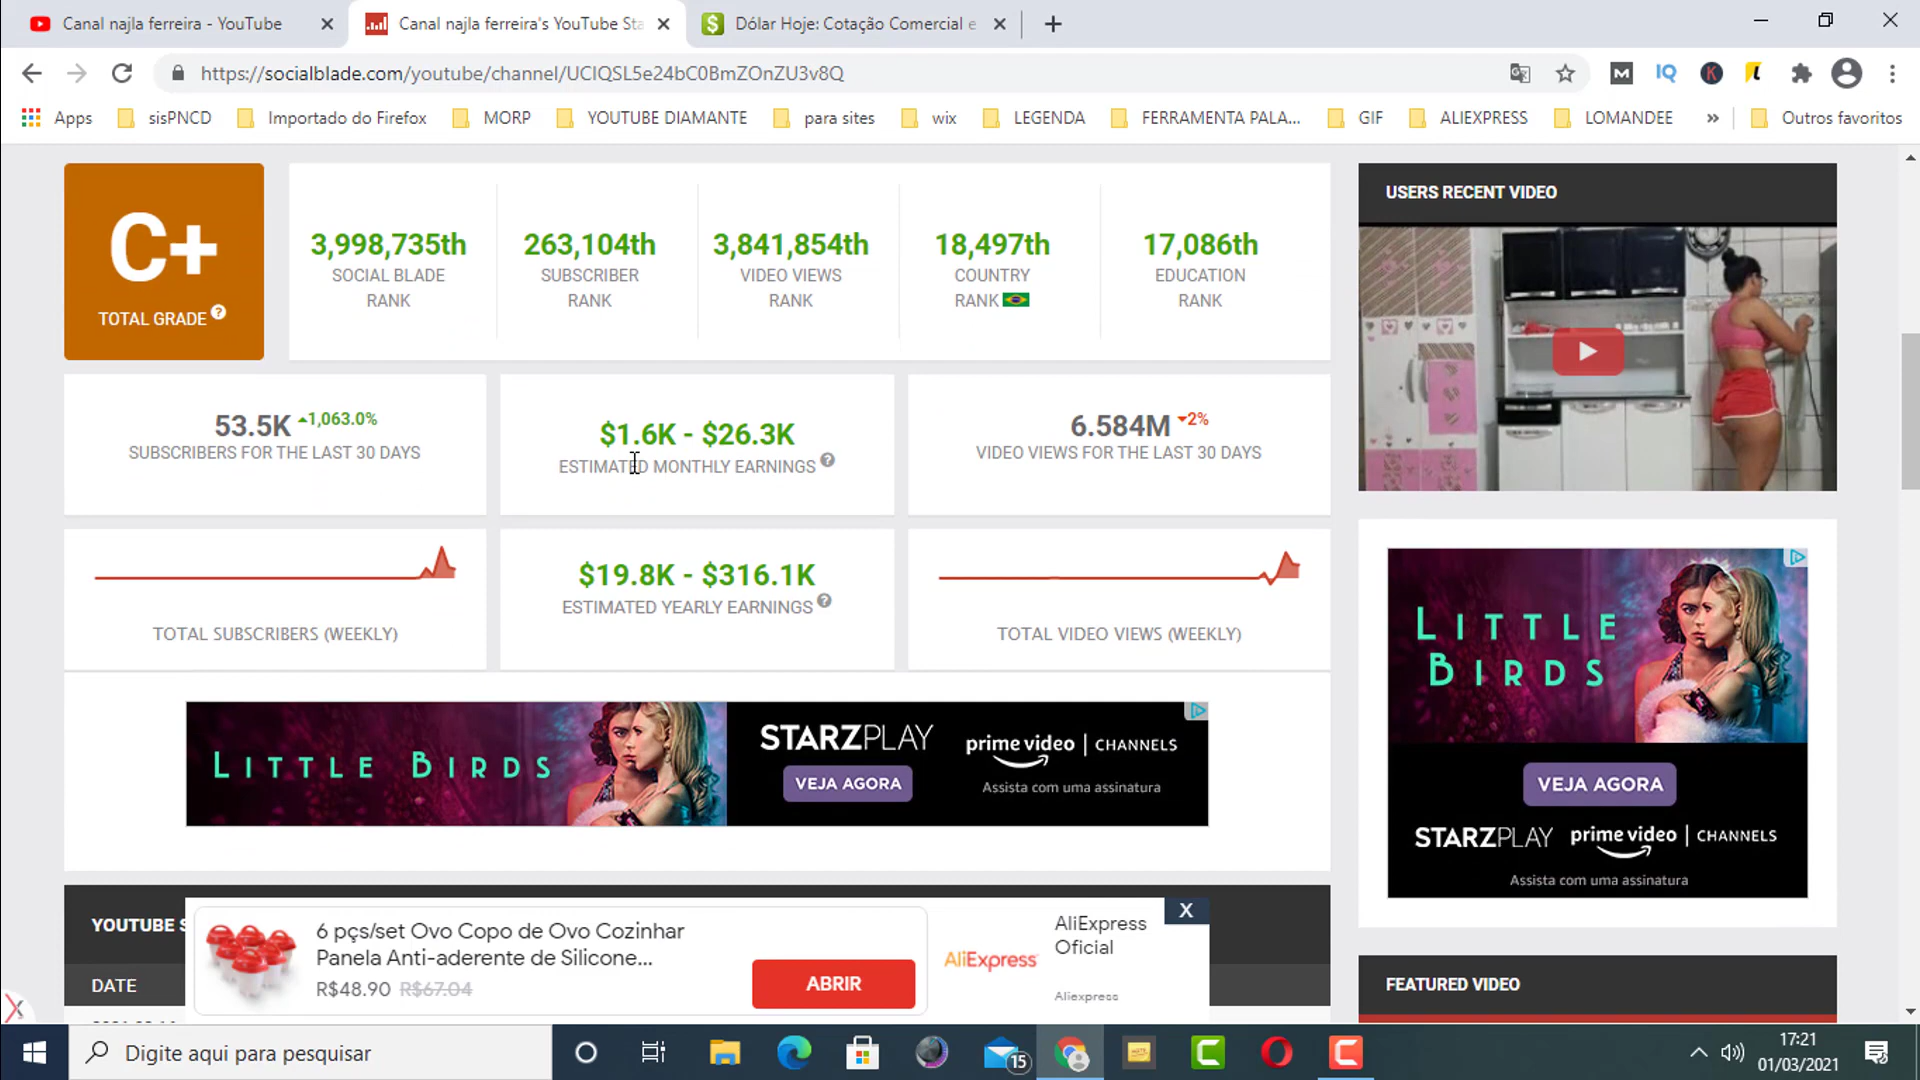 Canal najla ferreira - YouTube
Canal najla ferreira's YouTube Sta
Dólar Hoje: Cotação Comercial e
https://socialblade.com/youtube/channel/UCIQSL5e24bC0BmZOnZU3v8Q
Apps
sisPNCD
Importado do Firefox
MORP
YOUTUBE DIAMANTE
para sites
wix
LEGENDA
FERRAMENTA PALA...
GIF
ALIEXPRESS
LOMANDEE
»
Outros favoritos
C+
TOTAL GRADE
3,998,735th
SOCIAL BLADE
RANK
263,104th
SUBSCRIBER
RANK
3,841,854th
VIDEO VIEWS
RANK
18,497th
COUNTRY
RANK
17,086th
EDUCATION
RANK
USERS RECENT VIDEO
53.5K 1,063.0%
SUBSCRIBERS FOR THE LAST 30 DAYS
$1.6K - $26.3K
ESTIMATED MONTHLY EARNINGS
6.584M 2%
VIDEO VIEWS FOR THE LAST 30 DAYS
TOTAL SUBSCRIBERS (WEEKLY)
$19.8K - $316.1K
ESTIMATED YEARLY EARNINGS
TOTAL VIDEO VIEWS (WEEKLY)
LITTLE BIRDS
STARZPLAY
VEJA AGORA
prime video | CHANNELS
Assista com uma assinatura
LITTLE
BIRDS
VEJA AGORA
STARZPLAY prime video | CHANNELS
Assista com uma assinatura
YOUTUBE S
DATE
6 pçs/set Ovo Copo de Ovo Cozinhar
Panela Anti-aderente de Silicone...
R$48.90 R$67.04
ABRIR
AliExpress
AliExpress
Oficial
Aliexpress
X
FEATURED VIDEO
Digite aqui para pesquisar
15
17:21
01/03/2021